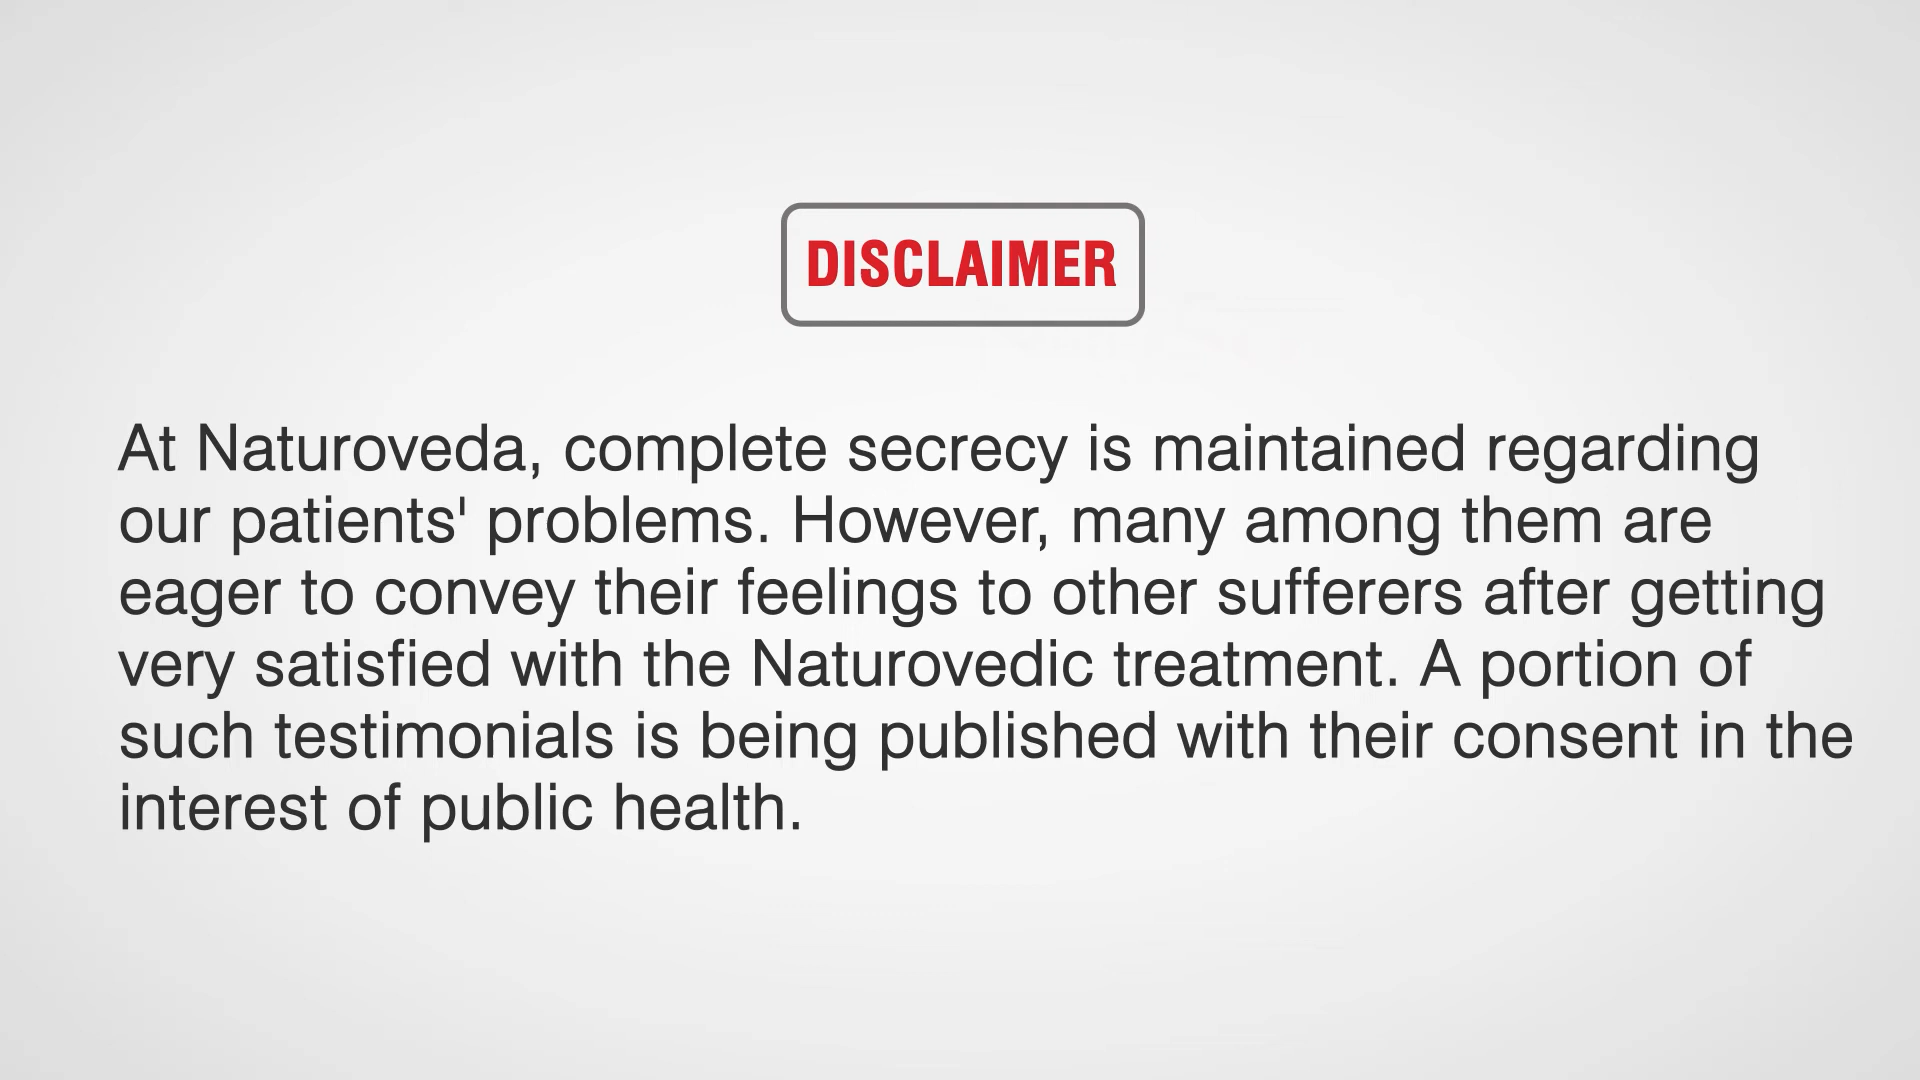 DISCLAIMER
At Naturoveda, complete secrecy is maintained regarding
our patients' problems. However, many among them are
eager to convey their feelings to other sufferers after getting
very satisfied with the Naturovedic treatment. A portion of
such testimonials is being published with their consent in the
interest of public health.